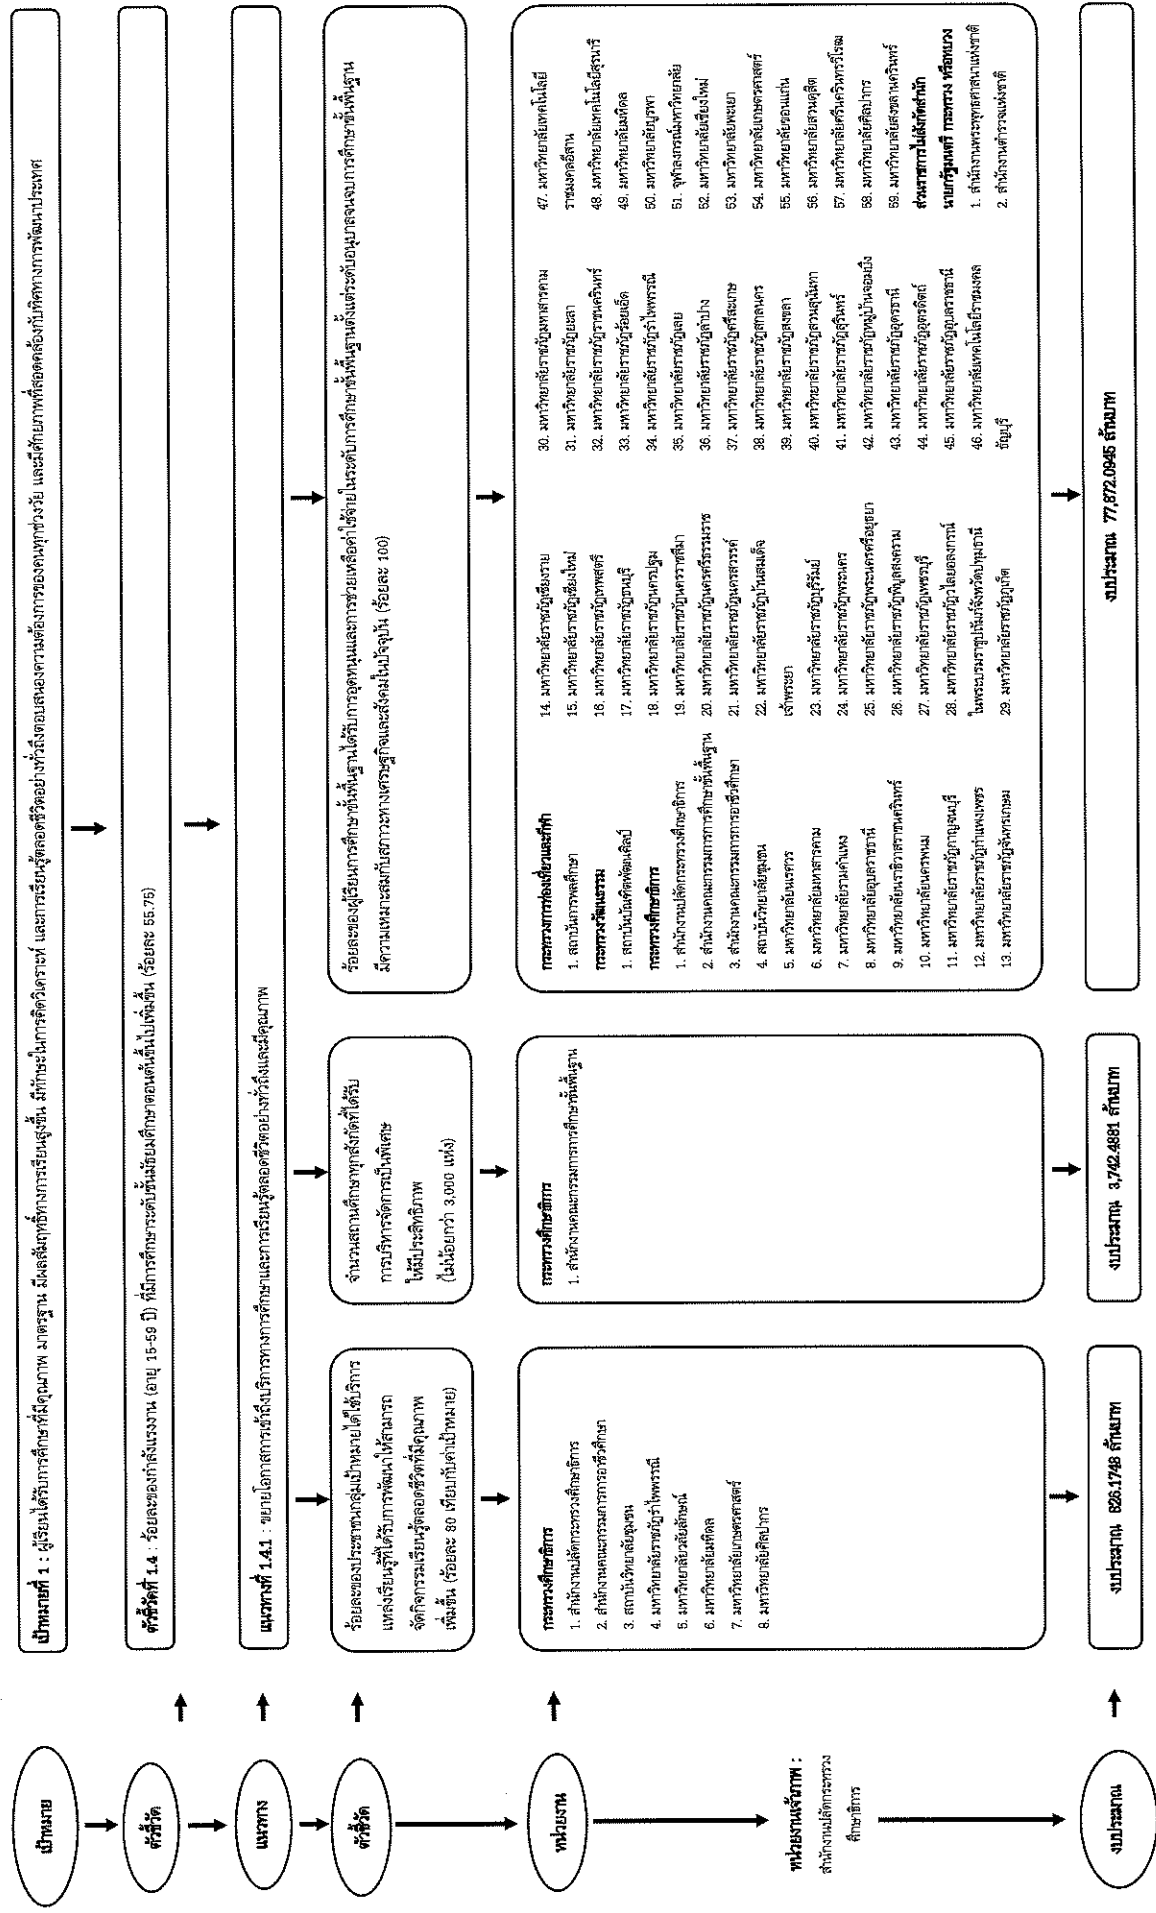 เป้าหมาย
ตัวชี้วัด
แนวทาง
ตัวชี้วัด
หน่วยงาน
หน่วยงานเจ้าภาพ :
สำนักงานปลัดกระทรวง
ศึกษาธิการ
งบประมาณ
เป้าหมายที่ 1 : ผู้เรียนได้รับการศึกษาที่มีคุณภาพ มาตรฐาน มีผลสัมฤทธิ์ทางการเรียนสูงขึ้น มีทักษะในการคิดวิเคราะห์ และการเรียนรู้ตลอดชีวิตอย่างทั่วถึงตอบสนองความต้องการของคนทุกช่วงวัย และมีศักยภาพที่สอดคล้องกับทิศทางการพัฒนาประเทศ
ตัวชี้วัดที่ 1.4 : ร้อยละของกำลังแรงงาน (อายุ 15-59 ปี) ที่มีการศึกษาระดับชั้นมัธยมศึกษาตอนต้นขึ้นไปเพิ่มขึ้น (ร้อยละ 55.75)
แนวทางที่ 1.4.1 : ขยายโอกาสการเข้าถึงบริการทางการศึกษาและการเรียนรู้ตลอดชีวิตอย่างทั่วถึงและมีคุณภาพ
ร้อยละของประชาชนกลุ่มเป้าหมายได้ใช้บริการ
แหล่งเรียนรู้ที่ได้รับการพัฒนาให้สามารถ
จัดกิจกรรมเรียนรู้ตลอดชีวิตที่มีคุณภาพ
เพิ่มขึ้น (ร้อยละ 80 เทียบกับค่าเป้าหมาย)
จำนวนสถานศึกษาทุกสังกัดที่ได้รับ
การบริหารจัดการเป็นพิเศษ
ให้มีประสิทธิภาพ
(ไม่น้อยกว่า 3,000 แห่ง)
ร้อยละของผู้เรียนการศึกษาขั้นพื้นฐานได้รับการอุดหนุนและการช่วยเหลือค่าใช้จ่ายในระดับการศึกษาขั้นพื้นฐานตั้งแต่ระดับอนุบาลจนจบการศึกษาขั้นพื้นฐาน
มีความเหมาะสมกับสภาวะทางเศรษฐกิจและสังคมในปัจจุบัน (ร้อยละ 100)
กระทรวงศึกษาธิการ
1. สำนักงานปลัดกระทรวงศึกษาธิการ
2. สำนักงานคณะกรรมการการอาชีวศึกษา
3. สถาบันวิทยาลัยชุมชน
4. มหาวิทยาลัยราชภัฏรำไพพรรณี
5. มหาวิทยาลัยวลัยลักษณ์
6. มหาวิทยาลัยมหิดล
7. มหาวิทยาลัยเกษตรศาสตร์
8. มหาวิทยาลัยศิลปากร
กระทรวงศึกษาธิการ
1. สำนักงานคณะกรรมการการศึกษาขั้นพื้นฐาน
กระทรวงการท่องเที่ยวและกีฬา
1. สถาบันการพลศึกษา
กระทรวงวัฒนธรรม
1. สถาบันบัณฑิตพัฒนศิลป์
กระทรวงศึกษาธิการ
1. สำนักงานปลัดกระทรวงศึกษาธิการ
2. สำนักงานคณะกรรมการการศึกษาขั้นพื้นฐาน
3. สำนักงานคณะกรรมการการอาชีวศึกษา
4. สถาบันวิทยาลัยชุมชน
5. มหาวิทยาลัยนเรศวร
6. มหาวิทยาลัยมหาสารคาม
7. มหาวิทยาลัยรามคำแหง
8. มหาวิทยาลัยอุบลราชธานี
9. มหาวิทยาลัยนราธิวาสราชนครินทร์
10. มหาวิทยาลัยนครพนม
11. มหาวิทยาลัยราชภัฏกาญจนบุรี
12. มหาวิทยาลัยราชภัฏกำแพงเพชร
13. มหาวิทยาลัยราชภัฏจันทรเกษม
14. มหาวิทยาลัยราชภัฏเชียงราย
15. มหาวิทยาลัยราชภัฏเชียงใหม่
16. มหาวิทยาลัยราชภัฏเทพสตรี
17. มหาวิทยาลัยราชภัฏธนบุรี
18. มหาวิทยาลัยราชภัฏนครปฐม
19. มหาวิทยาลัยราชภัฏนครราชสีมา
20. มหาวิทยาลัยราชภัฏนครศรีธรรมราช
21. มหาวิทยาลัยราชภัฏนครสวรรค์
22. มหาวิทยาลัยราชภัฏบ้านสมเด็จ
เจ้าพระยา
23. มหาวิทยาลัยราชภัฏบุรีรัมย์
24. มหาวิทยาลัยราชภัฏพระนคร
25. มหาวิทยาลัยราชภัฏพระนครศรีอยุธยา
26. มหาวิทยาลัยราชภัฏพิบูลสงคราม
27. มหาวิทยาลัยราชภัฏเพชรบุรี
28. มหาวิทยาลัยราชภัฏวไลยอลงกรณ์
ในพระบรมราชูปถัมภ์จังหวัดปทุมธานี
29. มหาวิทยาลัยราชภัฏภูเก็ต
30. มหาวิทยาลัยราชภัฏมหาสารคาม
31. มหาวิทยาลัยราชภัฏยะลา
32. มหาวิทยาลัยราชภัฏราชนครินทร์
33. มหาวิทยาลัยราชภัฏร้อยเอ็ด
34. มหาวิทยาลัยราชภัฏรำไพพรรณี
35. มหาวิทยาลัยราชภัฏเลย
36. มหาวิทยาลัยราชภัฏลำปาง
37. มหาวิทยาลัยราชภัฏศรีสะเกษ
38. มหาวิทยาลัยราชภัฏสกลนคร
39. มหาวิทยาลัยราชภัฏสงขลา
40. มหาวิทยาลัยราชภัฏสวนสุนันทา
41. มหาวิทยาลัยราชภัฏสุรินทร์
42. มหาวิทยาลัยราชภัฏหมู่บ้านจอมบึง
43. มหาวิทยาลัยราชภัฏอุดรธานี
44. มหาวิทยาลัยราชภัฏอุตรดิตถ์
45. มหาวิทยาลัยราชภัฏอุบลราชธานี
46. มหาวิทยาลัยเทคโนโลยีราชมงคล
ธัญบุรี
47. มหาวิทยาลัยเทคโนโลยี
ราชมงคลอีสาน
48. มหาวิทยาลัยเทคโนโลยีสุรนารี
49. มหาวิทยาลัยมหิดล
50. มหาวิทยาลัยบูรพา
51. จุฬาลงกรณ์มหาวิทยาลัย
52. มหาวิทยาลัยเชียงใหม่
53. มหาวิทยาลัยพะเยา
54. มหาวิทยาลัยเกษตรศาสตร์
55. มหาวิทยาลัยขอนแก่น
56. มหาวิทยาลัยสวนดุสิต
57. มหาวิทยาลัยศรีนครินทรวิโรฒ
58. มหาวิทยาลัยศิลปากร
59. มหาวิทยาลัยสงขลานครินทร์
ส่วนราชการไม่สังกัดสำนัก
นายกรัฐมนตรี กระทรวง หรือทบวง
1. สำนักงานพระพุทธศาสนาแห่งชาติ
2. สำนักงานตำรวจแห่งชาติ
งบประมาณ 626.1748 ล้านบาท
งบประมาณ 3,742.4881 ล้านบาท
งบประมาณ 77,872.0945 ล้านบาท